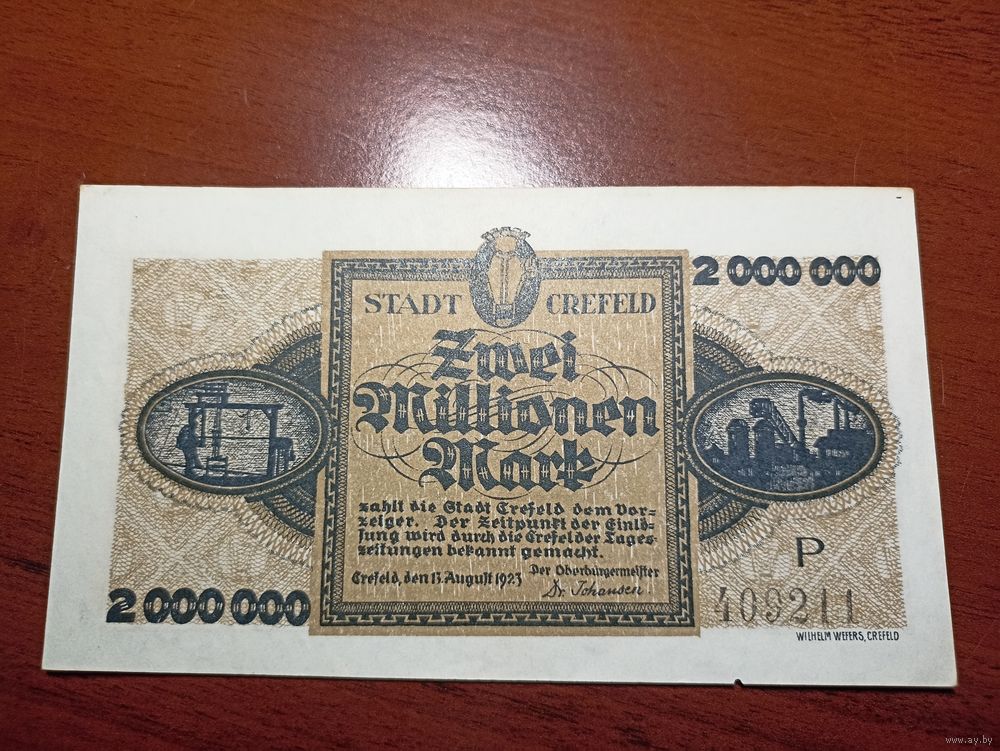 2 000 000
STADT CREFELD
Zwei
Millionen
Mark
zahlt die Stadt Crefeld dem Vor-
zeiger. Der Zeitpunkt der Einlö-
sung wird durch die Crefelder Tages-
zeitungen bekannt gemacht.
Der Oberbürgermeister
Crefeld, den 13. August 1923
Dr. Johansen.
P
2 000 000
409211
WILHELM WEFERS, CREFELD
www.ay.by